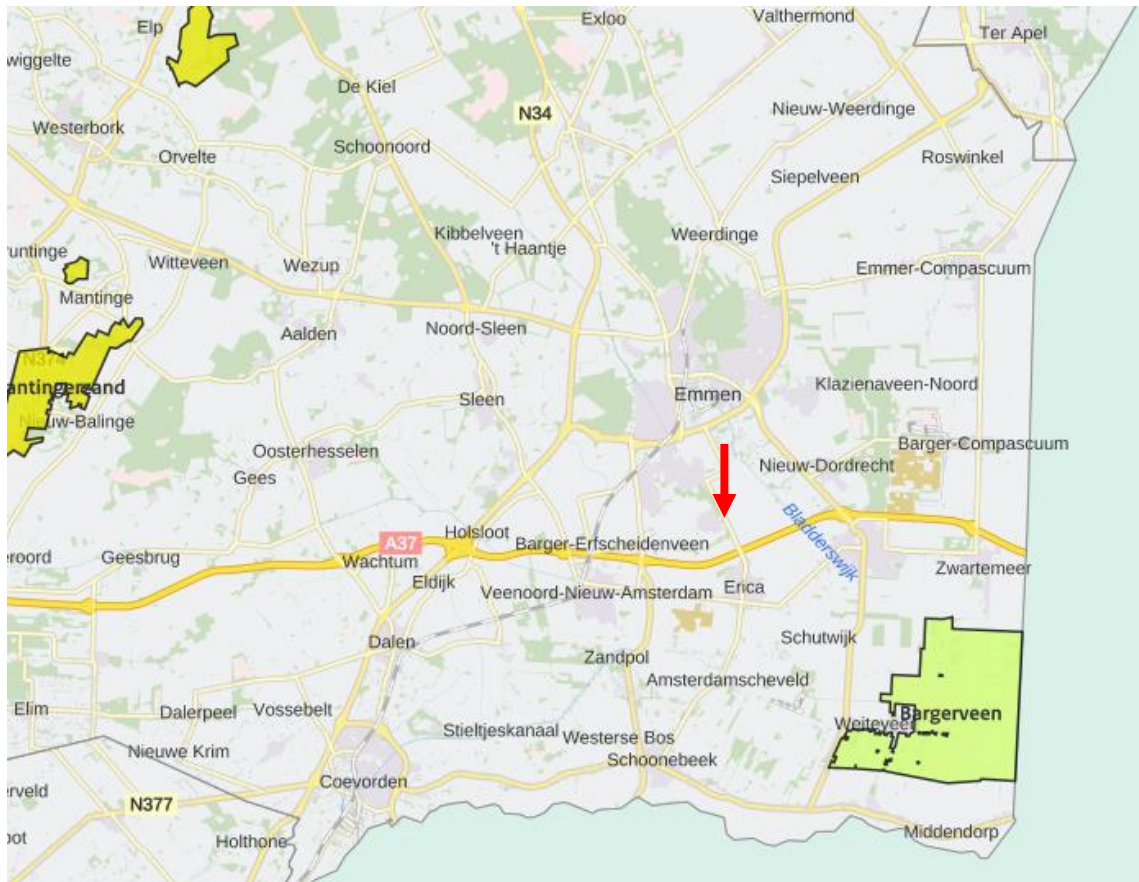 Exloo
Valthermond
Elp
Ter Apel
wiggelte
De Kiel
N34
Nieuw-Weerdinge
Westerbork
Schoonoord
Orvelte
Roswinkel
Siepelveen
Kibbelveen
Weerdinge
't Haantje
runtinge
Witteveen
Wezup
Emmer-Compascuum
Mantinge
Aalden
Noord-Sleen
N374
antingerzand
Klazienaveen-Noord
Emmen
Sleen
Nieuw-Balinge
Barger-Compascuum
Oosterhesselen
Nieuw-Dordrecht
Gees
Bladderswijk
Holsloot
A37
Barger-Erfscheidenveen
eroord
Geesbrug
Wachtum
Zwartemeer
Eldijk
Veenoord-Nieuw-Amsterdam
Erica
Dalen
Schutwijk
Zandpol
Amsterdamscheveld
Elim
Dalerpeel
Vossebelt
Bargerveen
Weiteveen
Stieltjeskanaal
Westerse Bos
Nieuwe Krim
Schoonebeek
Coevorden
erveld
N377
Middendorp
oot
Holthone